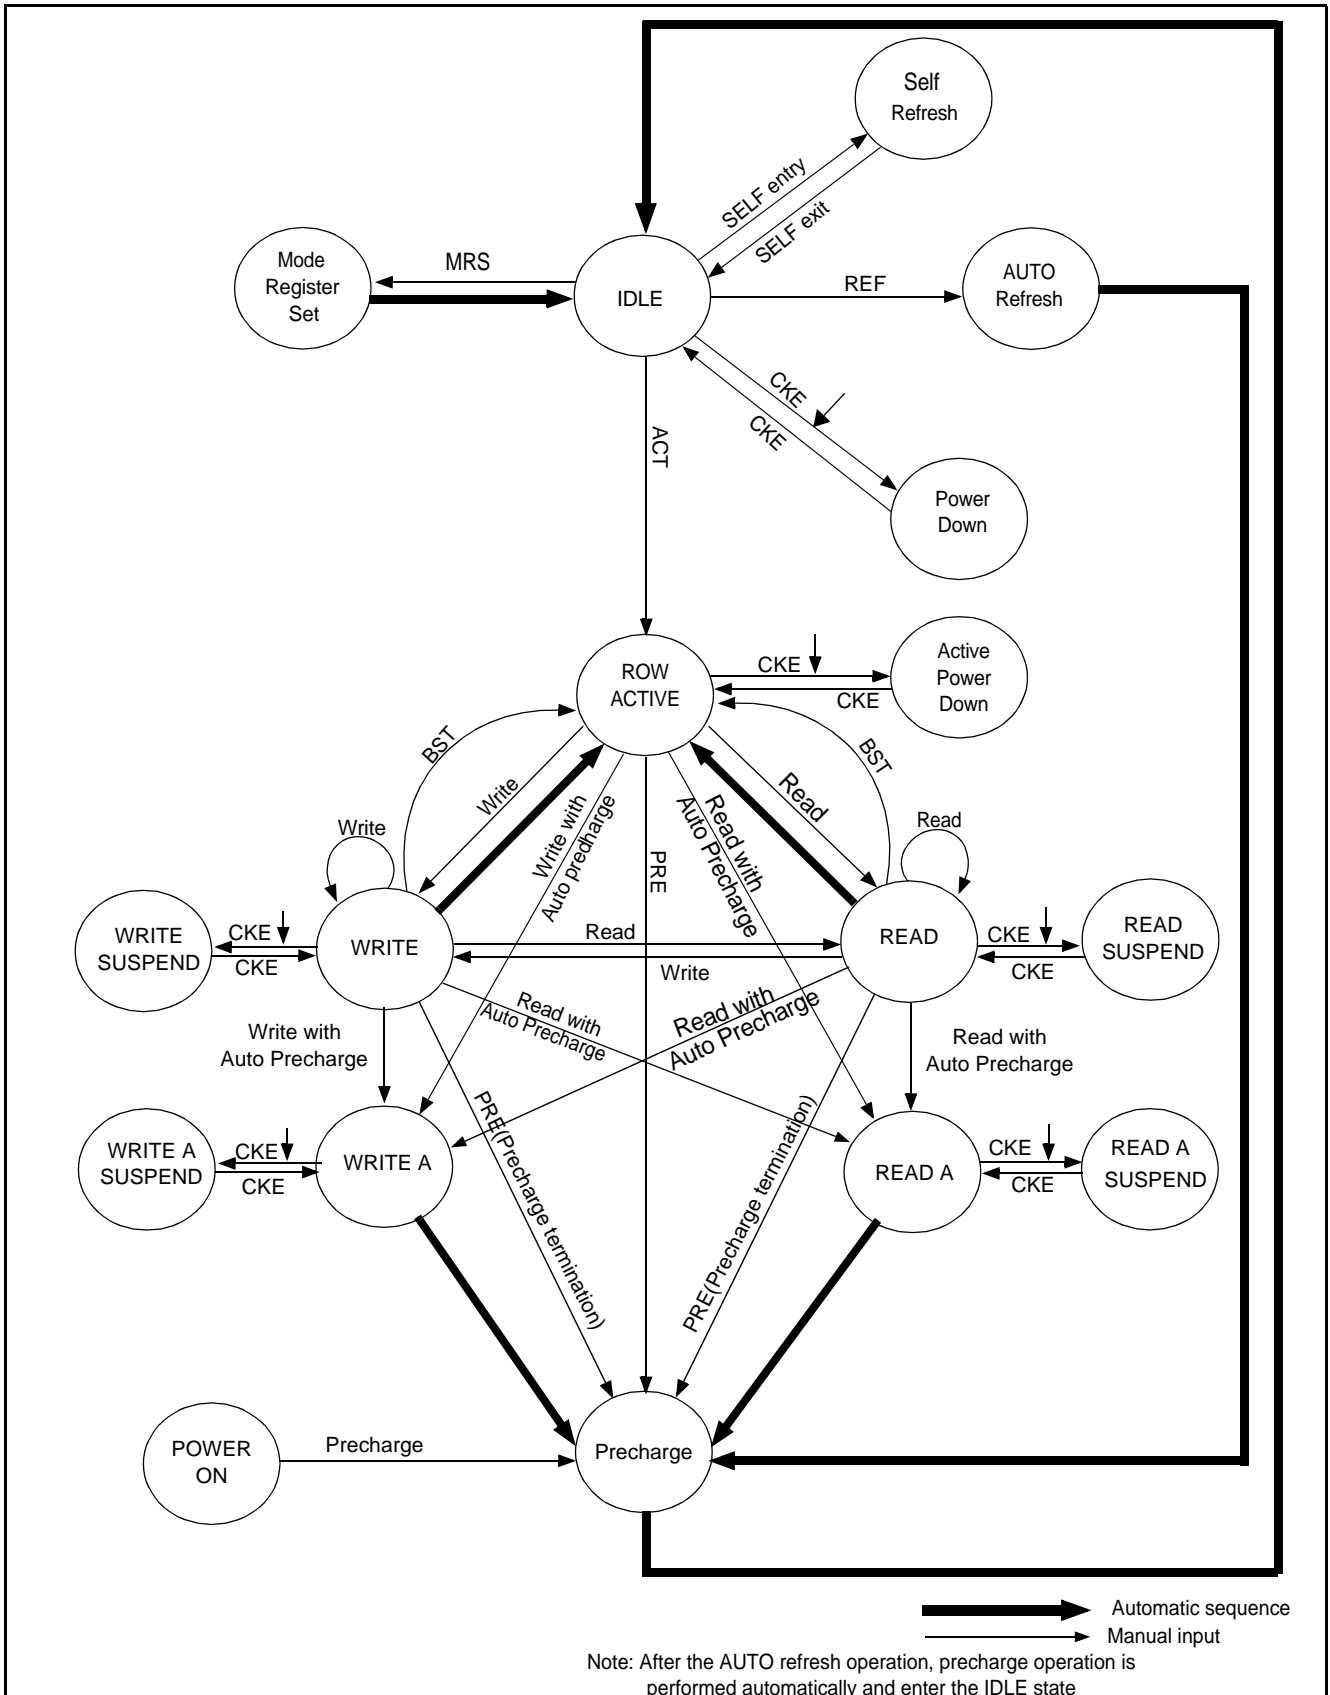 Self
Refresh
SELF entry
SELF exit
Mode
Register
Set
MRS
IDLE
REF
AUTO
Refresh
CKE
CKE
ACT
Power
Down
ROW
ACTIVE
CKE
CKE
Active
Power
Down
BST
Write
Write with
Auto predharge
PRE
Read with
Auto Precharge
Read
BST
Write
Read
WRITE
SUSPEND
CKE
CKE
WRITE
Read
Write
READ
CKE
CKE
READ
SUSPEND
Write with
Auto Precharge
Read with
Auto Precharge
Read with
Auto Precharge
Read with
Auto Precharge
WRITE A
SUSPEND
CKE
CKE
WRITE A
PRE(Precharge termination)
PRE(Precharge termination)
READ A
CKE
CKE
READ A
SUSPEND
POWER
ON
Precharge
Precharge
Automatic sequence
Manual input
Note: After the AUTO refresh operation, precharge operation is
performed automatically and enter the IDLE state